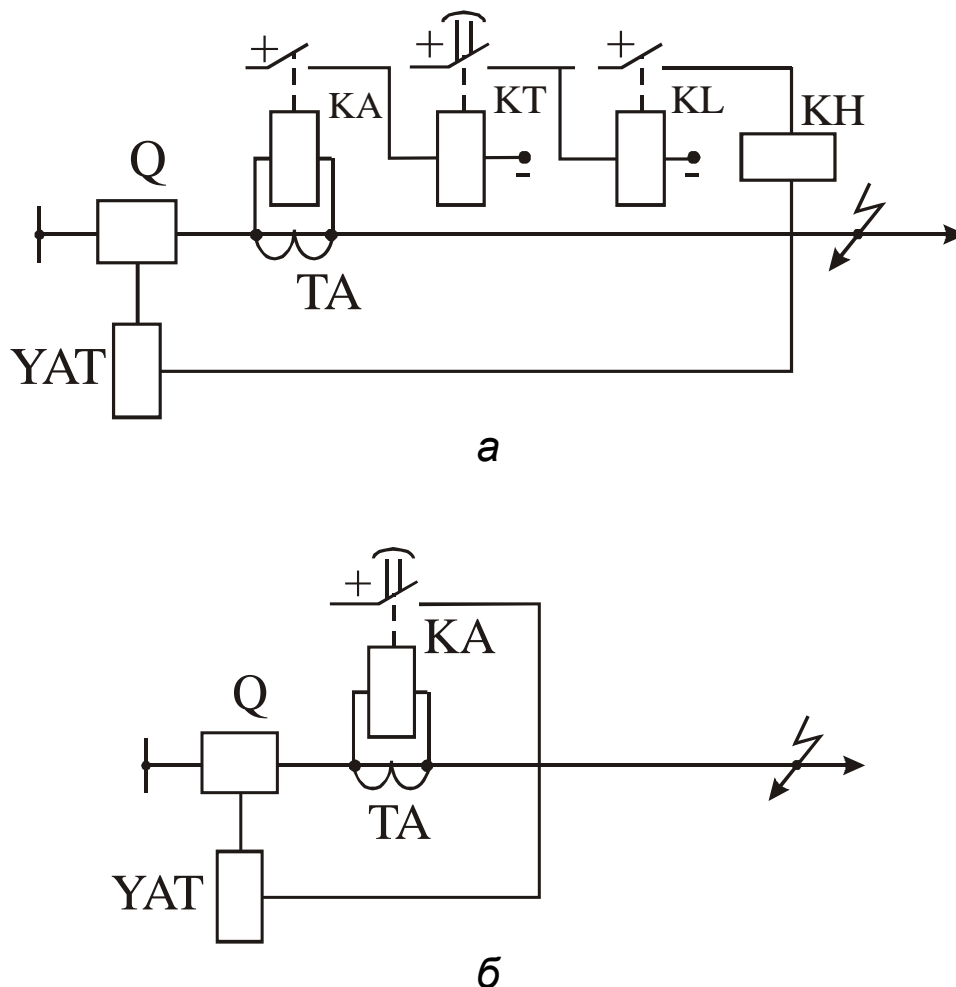 + KA + KT + KL KH
Q
TA
YAT
-
-
а
+ KA
Q
TA
YAT
б